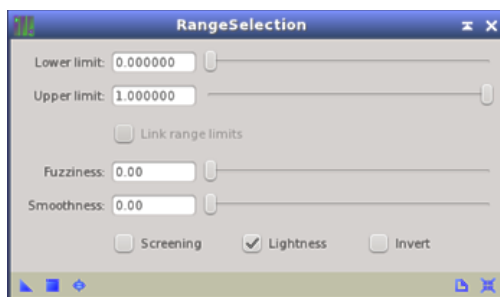 RangeSelection
Lower limit: 0.000000
Upper limit: 1.000000
Link range limits
Fuzziness: 0.00
Smoothness: 0.00
Screening Lightness Invert